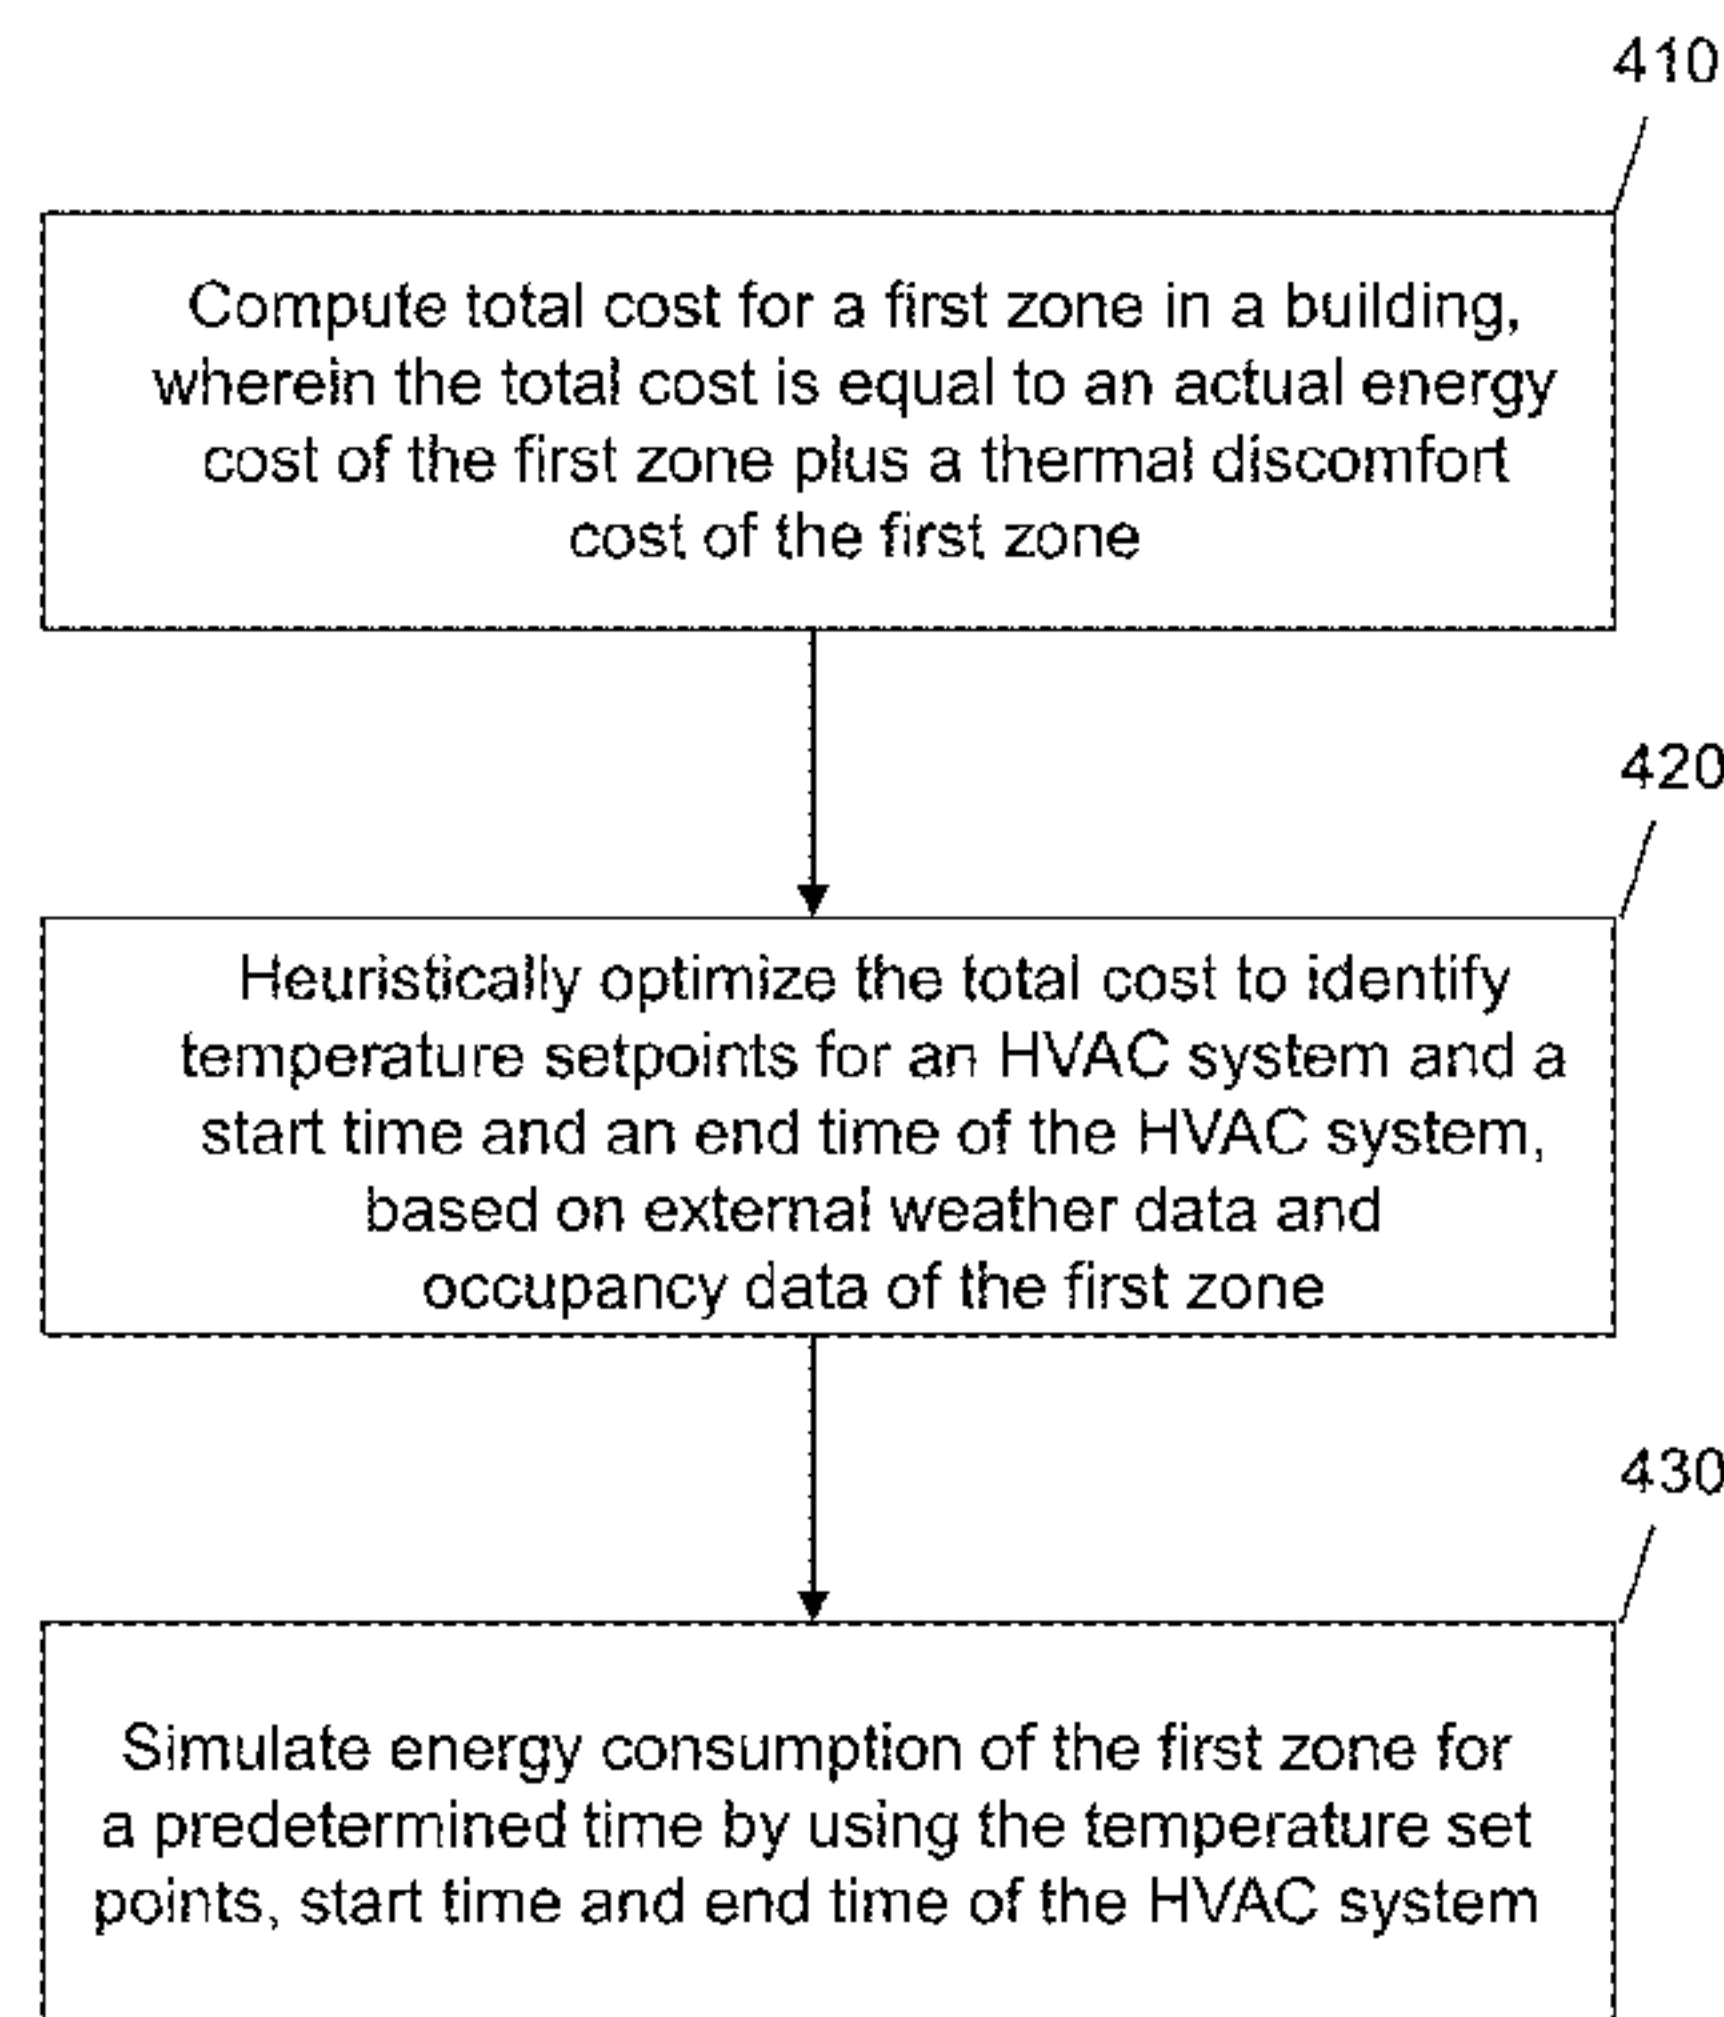 410
Compute total cost for a first zone in a building,
wherein the total cost is equal to an actual energy
cost of the first zone plus a thermal discomfort
cost of the first zone
420
Heuristically optimize the total cost to identify
temperature setpoints for an HVAC system and a
start time and an end time of the HVAC system,
based on external weather data and
occupancy data of the first zone
430
Simulate energy consumption of the first zone for
a predetermined time by using the temperature set
points, start time and end time of the HVAC system